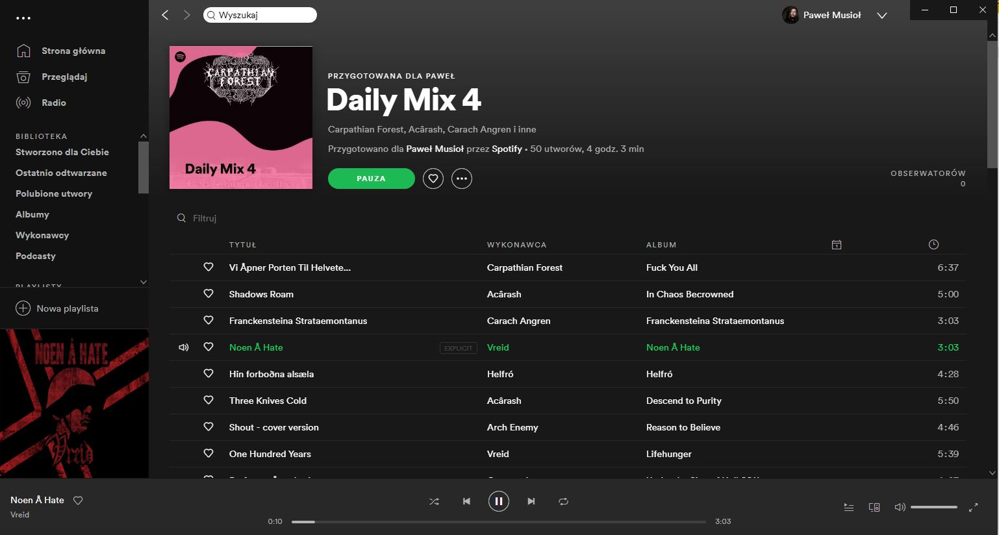 Wyszukaj
Paweł Musioł
Strona główna
Przeglądaj
Radio
BIBLIOTEKA
Stworzono dla Ciebie
Ostatnio odtwarzane
Polubione utwory
Albumy
Wykonawcy
Podcasty
PLAYLISTY
Nowa playlista
NOEN Å HATE
Vreid
CARPATHIAN
FOREST
Daily Mix 4
PRZYGOTOWANA DLA PAWEŁ
Daily Mix 4
Carpathian Forest, Acârash, Carach Angren i inne
Przygotowano dla Paweł Musioł przez Spotify • 50 utworów, 4 godz. 3 min
PAUZA
OBSERWATORÓW
0
Filtruj
TYTUŁ WYKONAWCA ALBUM
Vi Åpner Porten Til Helvete... Carpathian Forest Fuck You All 6:37
Shadows Roam Acârash In Chaos Becrowned 5:00
Franckensteina Strataemontanus Carach Angren Franckensteina Strataemontanus 3:03
Noen Å Hate EXPLICIT Vreid Noen Å Hate 3:03
Hin forboðna alsæla Helfró Helfró 4:28
Three Knives Cold Acârash Descend to Purity 5:50
Shout - cover version Arch Enemy Reason to Believe 4:46
One Hundred Years Vreid Lifehunger 5:39
Noen Å Hate
Vreid
0:10 3:03